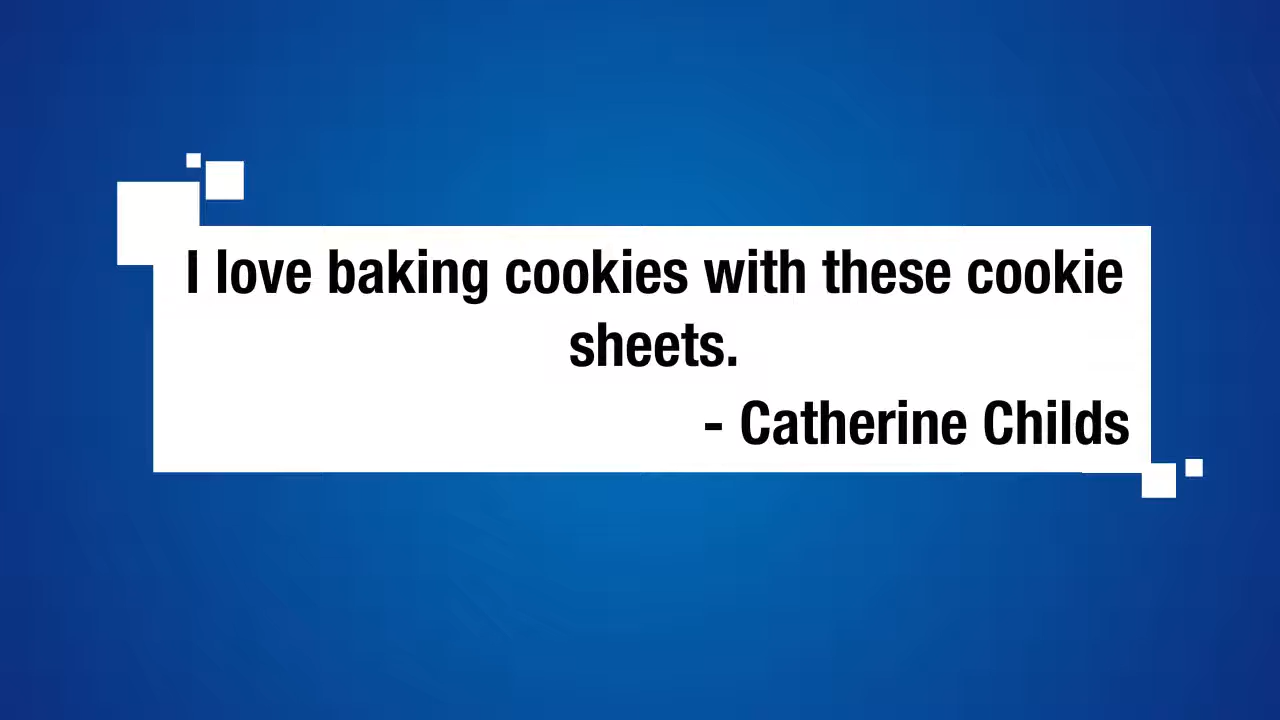 I love baking cookies with these cookie
sheets.
- Catherine Childs